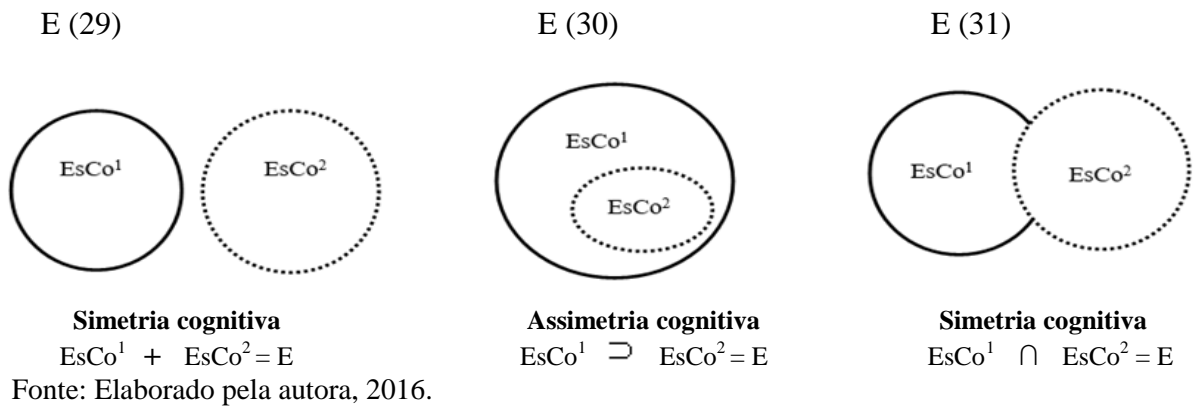 E (29) E (30) E (31)
EsCo¹ EsCo² EsCo¹ EsCo² EsCo¹ EsCo²
Simetria cognitiva Assimetria cognitiva Simetria cognitiva
EsCo¹ + EsCo² = E EsCo¹ ⊃ EsCo² = E EsCo¹ ∩ EsCo² = E
Fonte: Elaborado pela autora, 2016.